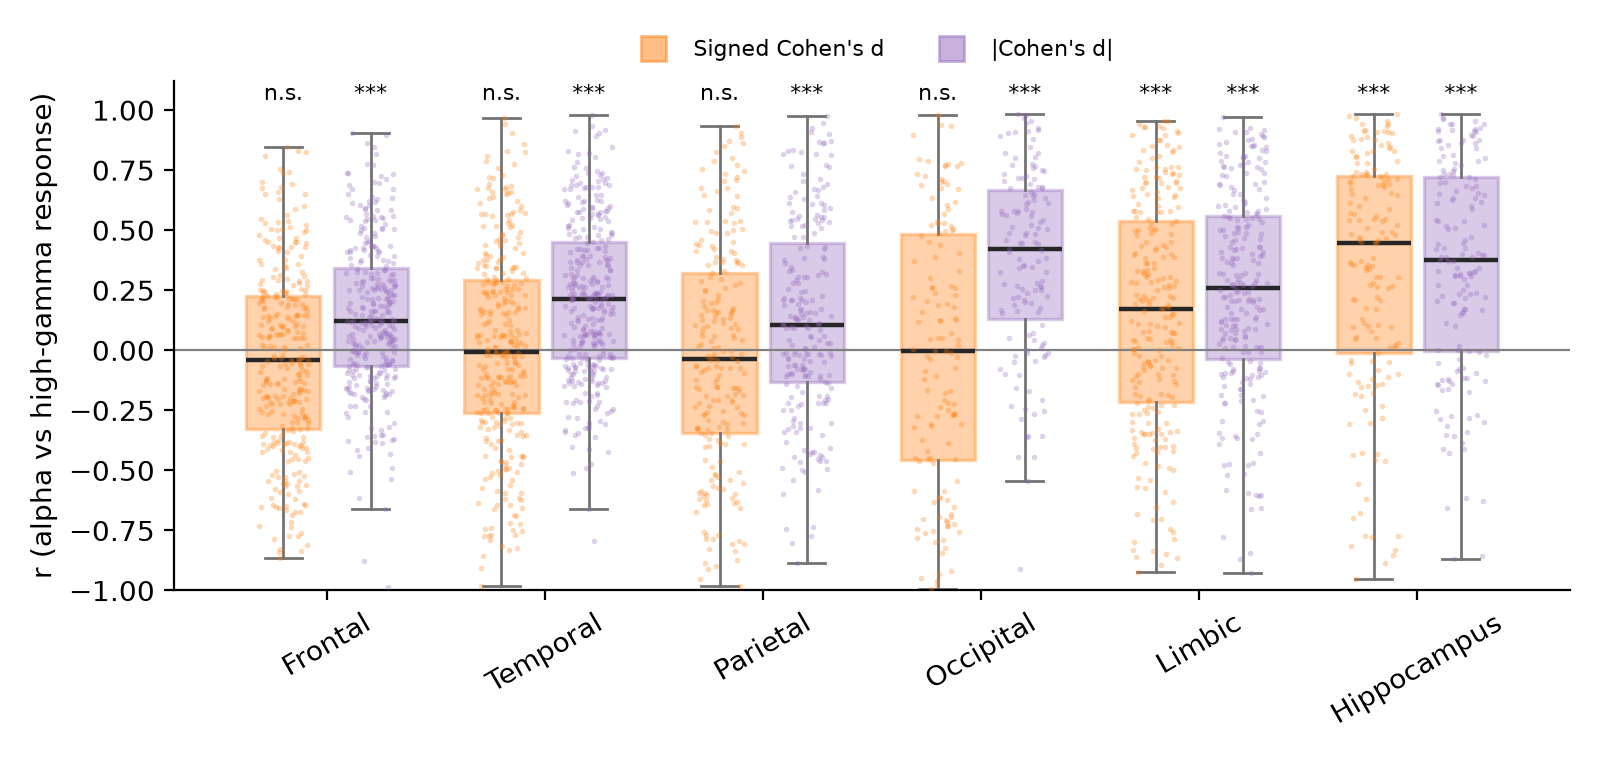 Signed Cohen's d |Cohen's d|
n.s. *** n.s. *** n.s. *** n.s. *** *** *** *** ***
r (alpha vs high-gamma response)
1.00
0.75
0.50
0.25
0.00
−0.25
−0.50
−0.75
−1.00
Frontal Temporal Parietal Occipital Limbic Hippocampus